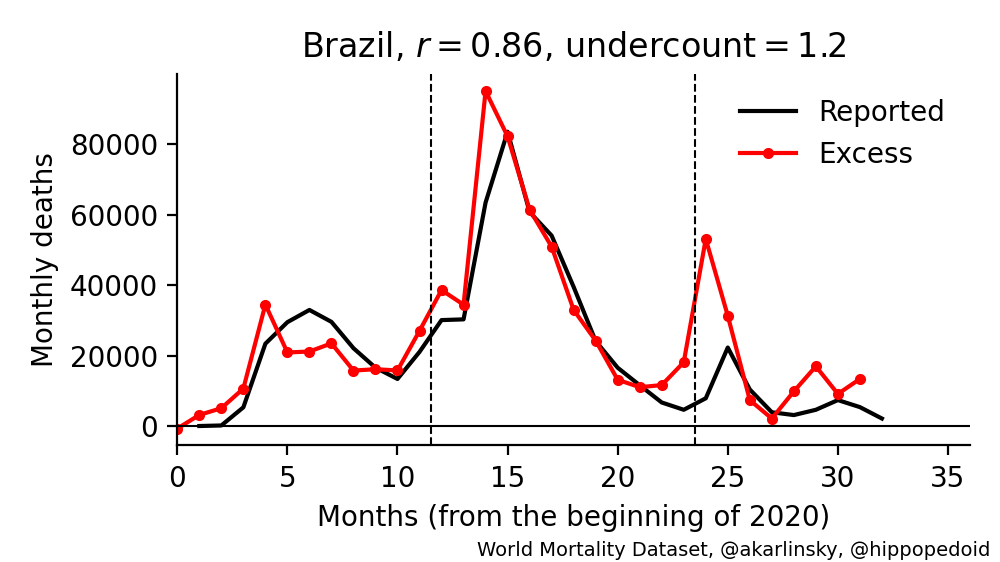 Brazil, r = 0.86, undercount = 1.2
Reported
Excess
Monthly deaths
80000
60000
40000
20000
0
0 5 10 15 20 25 30 35
Months (from the beginning of 2020)
World Mortality Dataset, @akarlinsky, @hippopedoid